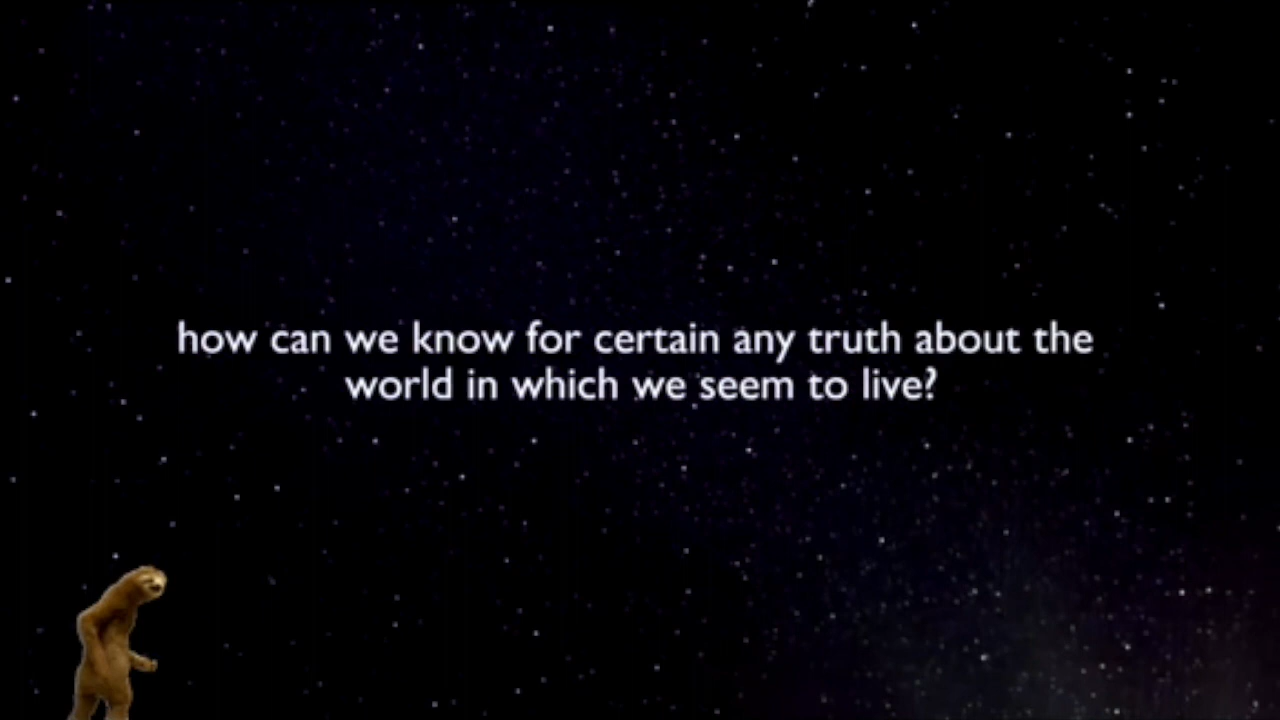 how can we know for certain any truth about the
world in which we seem to live?